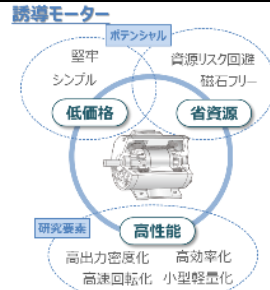 誘導モーター
ポテンシャル
堅牢
資源リスク回避
シンプル
磁石フリー
低価格
省資源
研究要素
高性能
高出力密度化
高効率化
高速回転化
小型軽量化